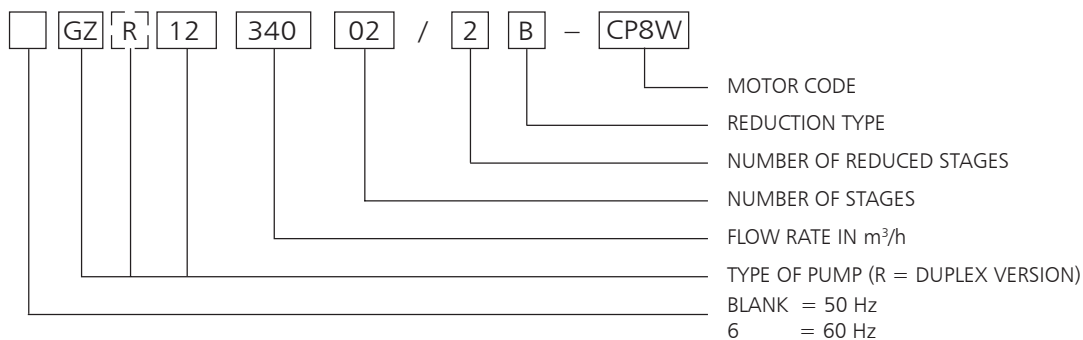 GZ R 12 340 02 / 2 B – CP8W
MOTOR CODE
REDUCTION TYPE
NUMBER OF REDUCED STAGES
NUMBER OF STAGES
FLOW RATE IN m³/h
TYPE OF PUMP (R = DUPLEX VERSION)
BLANK = 50 Hz
6 = 60 Hz